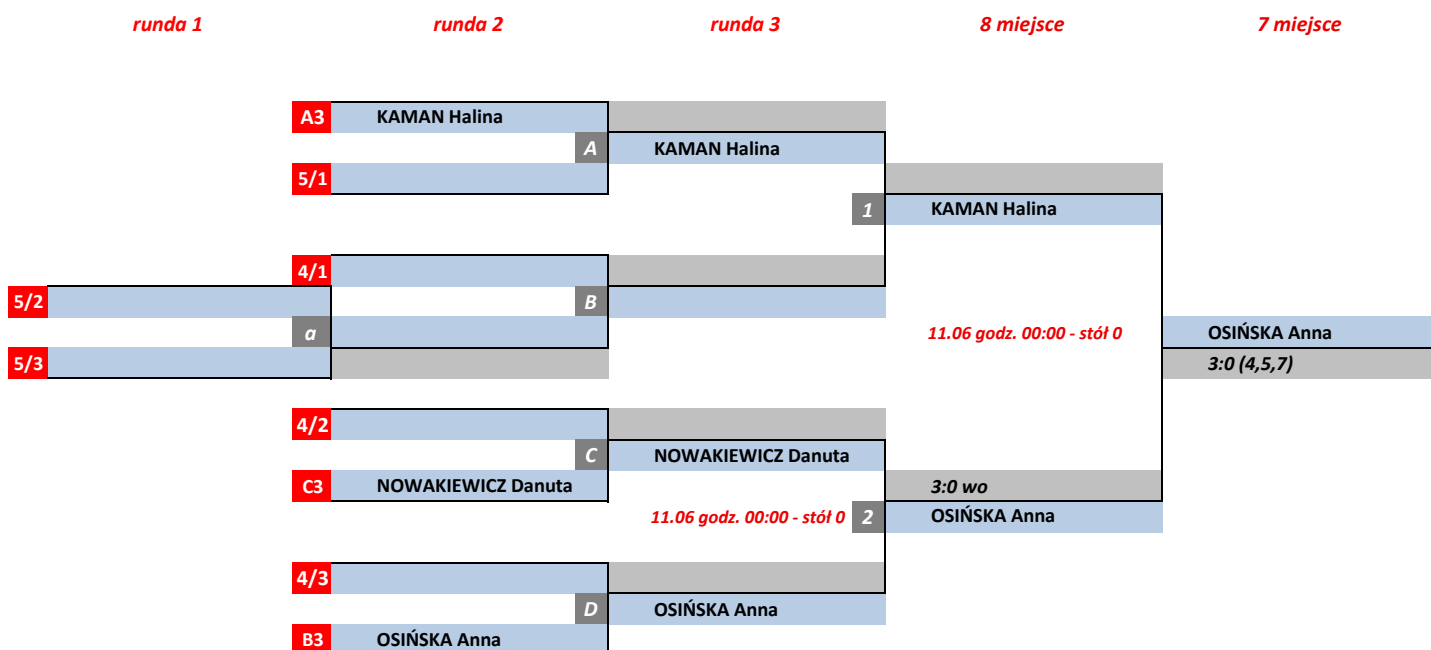 runda 1 runda 2 runda 3 8 miejsce 7 miejsce
A3 KAMAN Halina
A KAMAN Halina
5/1
1 KAMAN Halina
4/1
5/2 B
a 11.06 godz. 00:00 - stół 0 OSIŃSKA Anna
5/3 3:0 (4,5,7)
4/2
C NOWAKIEWICZ Danuta
C3 NOWAKIEWICZ Danuta 3:0 wo
11.06 godz. 00:00 - stół 0 2 OSIŃSKA Anna
4/3
D OSIŃSKA Anna
B3 OSIŃSKA Anna